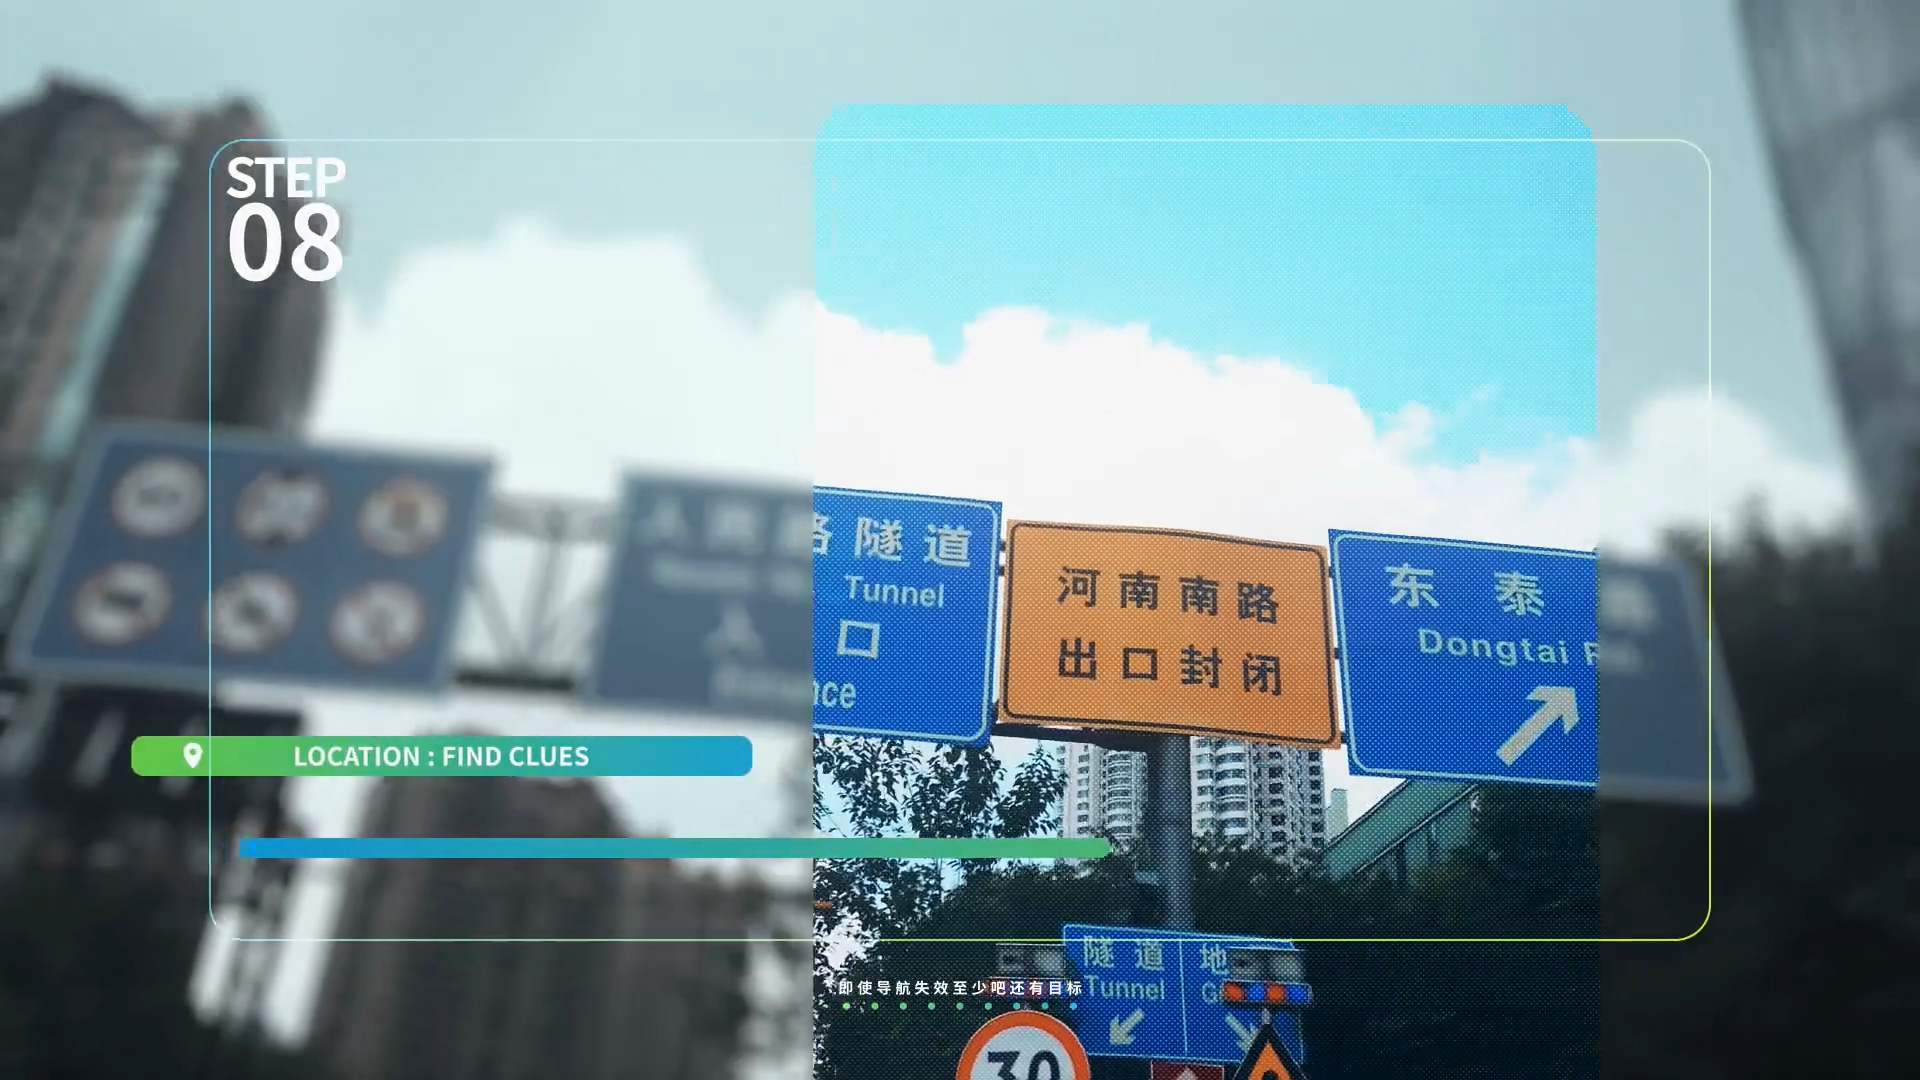 STEP
08
路隧道
Tunnel
口
nce
河南南路
出口封闭
东泰
Dongtai R
LOCATION : FIND CLUES
隧道
Tunnel
地
G
即使导航失效至少吧还有目标
30